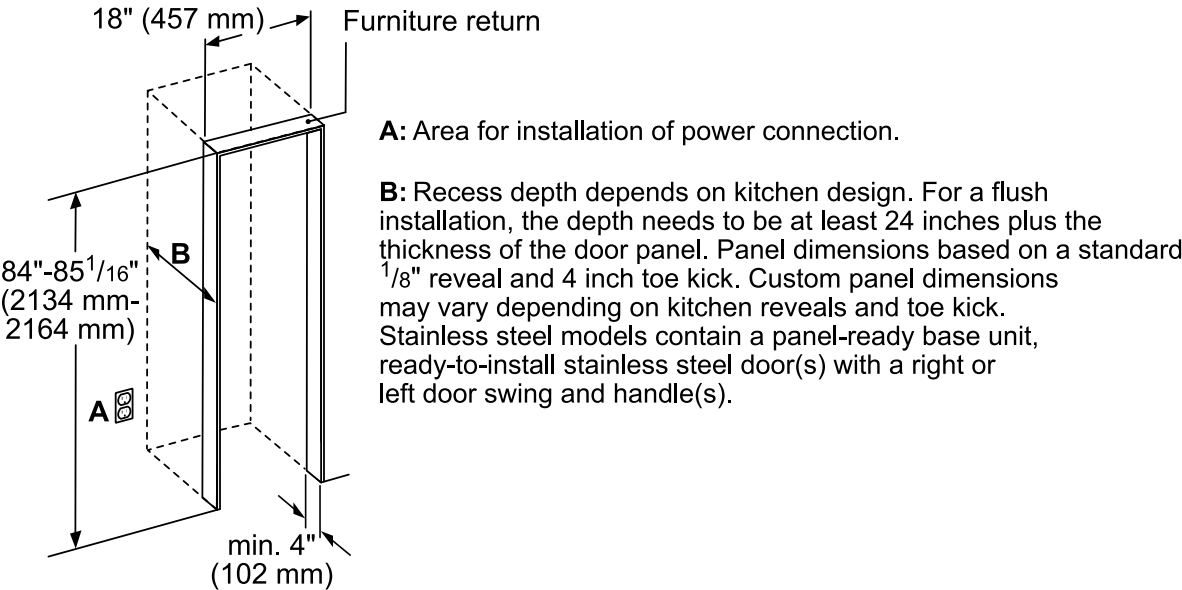 18" (457 mm)
Furniture return
A: Area for installation of power connection.
B: Recess depth depends on kitchen design. For a flush
installation, the depth needs to be at least 24 inches plus the
thickness of the door panel. Panel dimensions based on a standard
1/8" reveal and 4 inch toe kick. Custom panel dimensions
may vary depending on kitchen reveals and toe kick.
Stainless steel models contain a panel-ready base unit,
ready-to-install stainless steel door(s) with a right or
left door swing and handle(s).
B
84"-85 1/16"
(2134 mm-
2164 mm)
A
min. 4"
(102 mm)